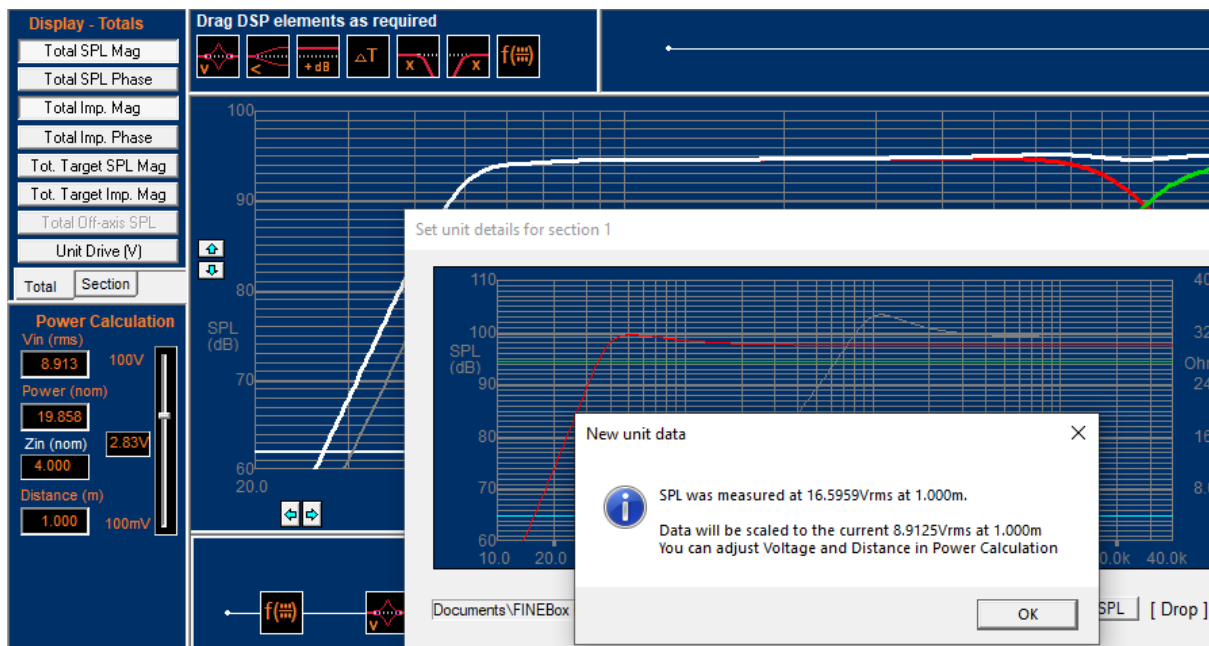 Display - Totals
Total SPL Mag
Total SPL Phase
Total Imp. Mag
Total Imp. Phase
Tot. Target SPL Mag
Tot. Target Imp. Mag
Total Off-axis SPL
Unit Drive (V)
Total
Section
Power Calculation
Vin (rms)
8.913
100V
Power (nom)
19.858
Zin (nom)
2.83V
4.000
Distance (m)
1.000
100mV
Drag DSP elements as required
v
<
+ dB
ΔT
x
x
f(
100
90
80
SPL
(dB)
70
60
20.0
f(
v
Set unit details for section 1
110
100
SPL
(dB)
90
80
70
60
10.0
20.0
40
32
Ohm
24
16
8.0
0.0k
40.0k
New unit data
SPL was measured at 16.5959Vrms at 1.000m.
Data will be scaled to the current 8.9125Vrms at 1.000m
You can adjust Voltage and Distance in Power Calculation
OK
Documents\FINEBox
SPL
[ Drop ]